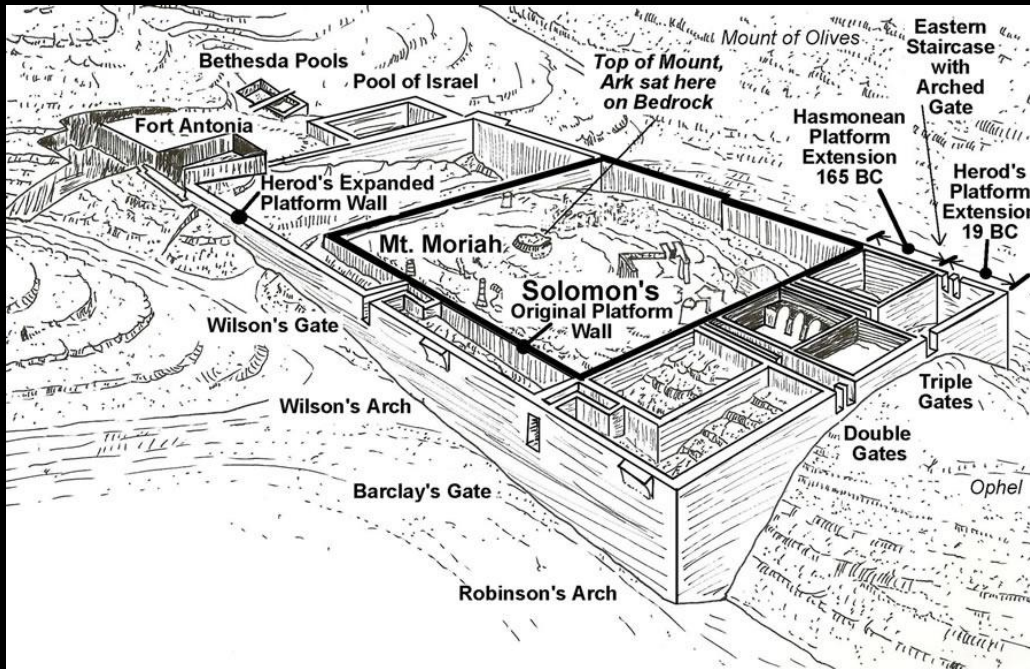 Mount of Olives
Eastern
Staircase
with
Arched
Gate
Bethesda Pools
Pool of Israel
Top of Mount,
Ark sat here
on Bedrock
Hasmonean
Platform
Extension
165 BC
Herod's
Platform
Extension
19 BC
Fort Antonia
Herod's Expanded
Platform Wall
Mt. Moriah
Solomon's
Original Platform
Wall
Wilson's Gate
Wilson's Arch
Triple
Gates
Double
Gates
Barclay's Gate
Ophel
Robinson's Arch